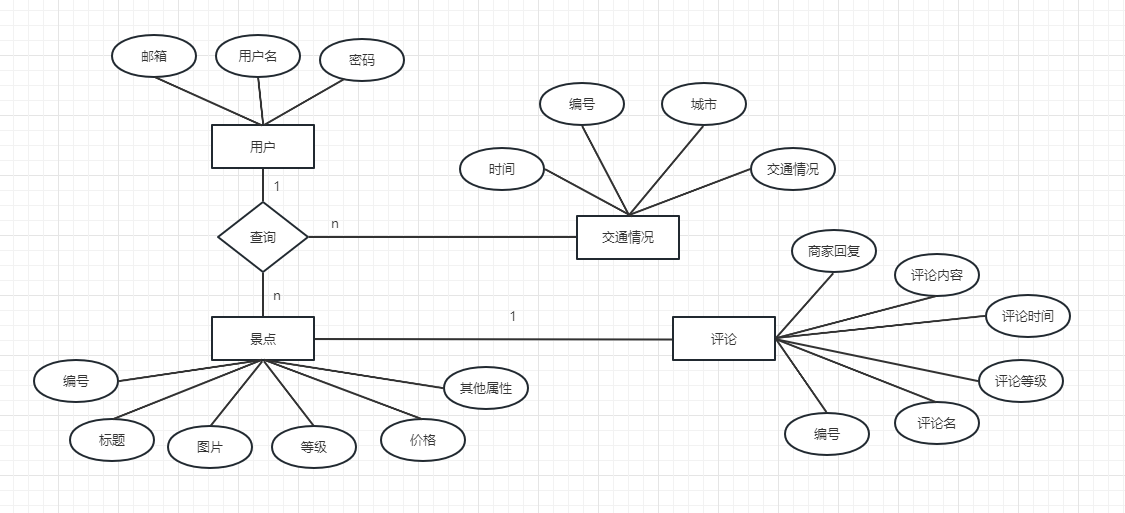 邮箱
用户名
密码
用户
1
查询
n
n
编号
城市
时间
交通情况
交通情况
景点
1
评论
商家回复
评论内容
评论时间
评论等级
评论名
编号
编号
标题
图片
等级
价格
其他属性